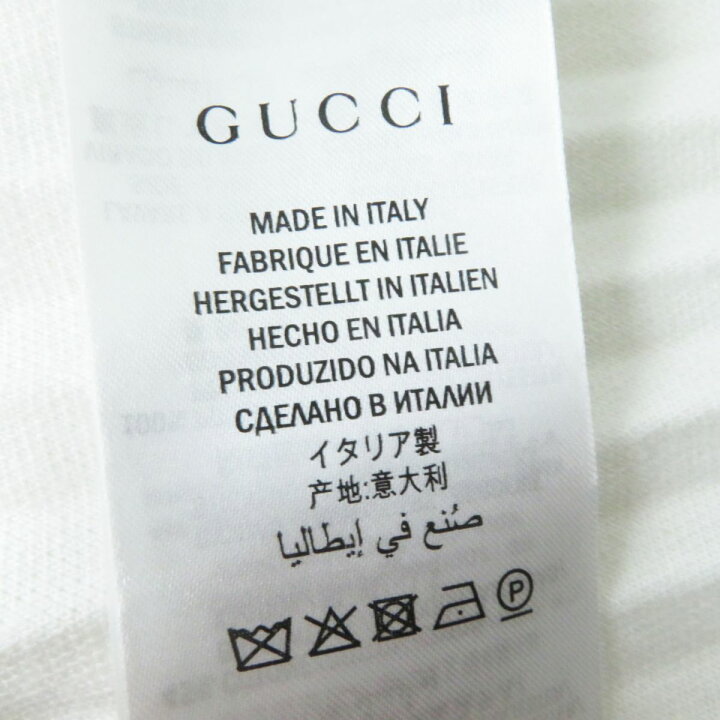 GUCCI
MADE IN ITALY
FABRIQUE EN ITALIE
HERGESTELLT IN ITALIEN
HECHO EN ITALIA
PRODUZIDO NA ITALIA
СДЕЛАНО В ИТАЛИИ
イタリア製
产地:意大利
صُنع في إيطاليا
P